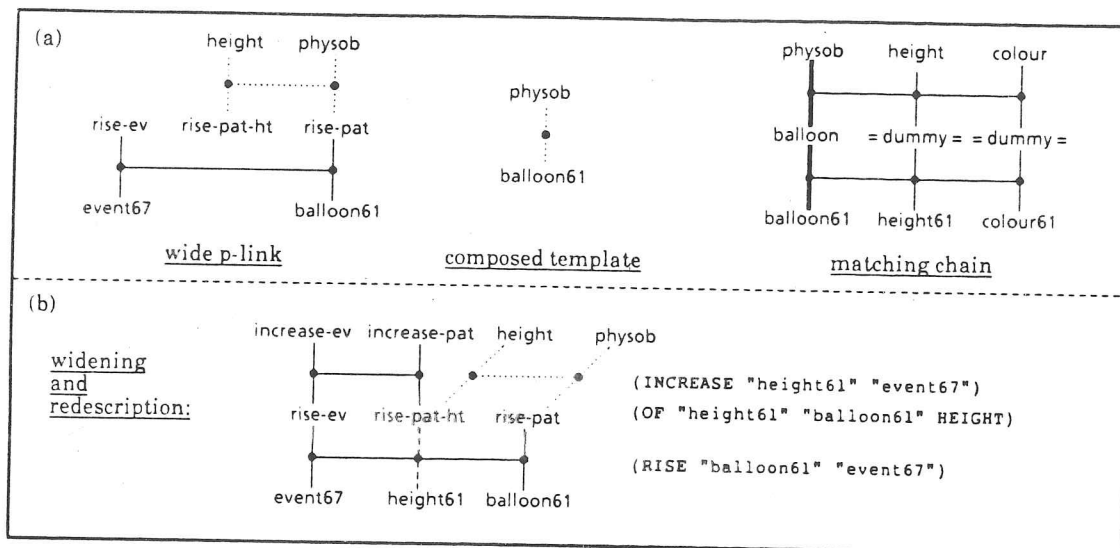 (a)
height physob
rise-ev rise-pat-ht rise-pat
event67 balloon61
wide p-link
physob
balloon61
composed template
physob height colour
balloon =dummy= =dummy=
balloon61 height61 colour61
matching chain
(b)
widening
and
redescription:
increase-ev increase-pat height physob
rise-ev rise-pat-ht rise-pat
event67 height61 balloon61
(INCREASE "height61" "event67")
(OF "height61" "balloon61" HEIGHT)
(RISE "balloon61" "event67")